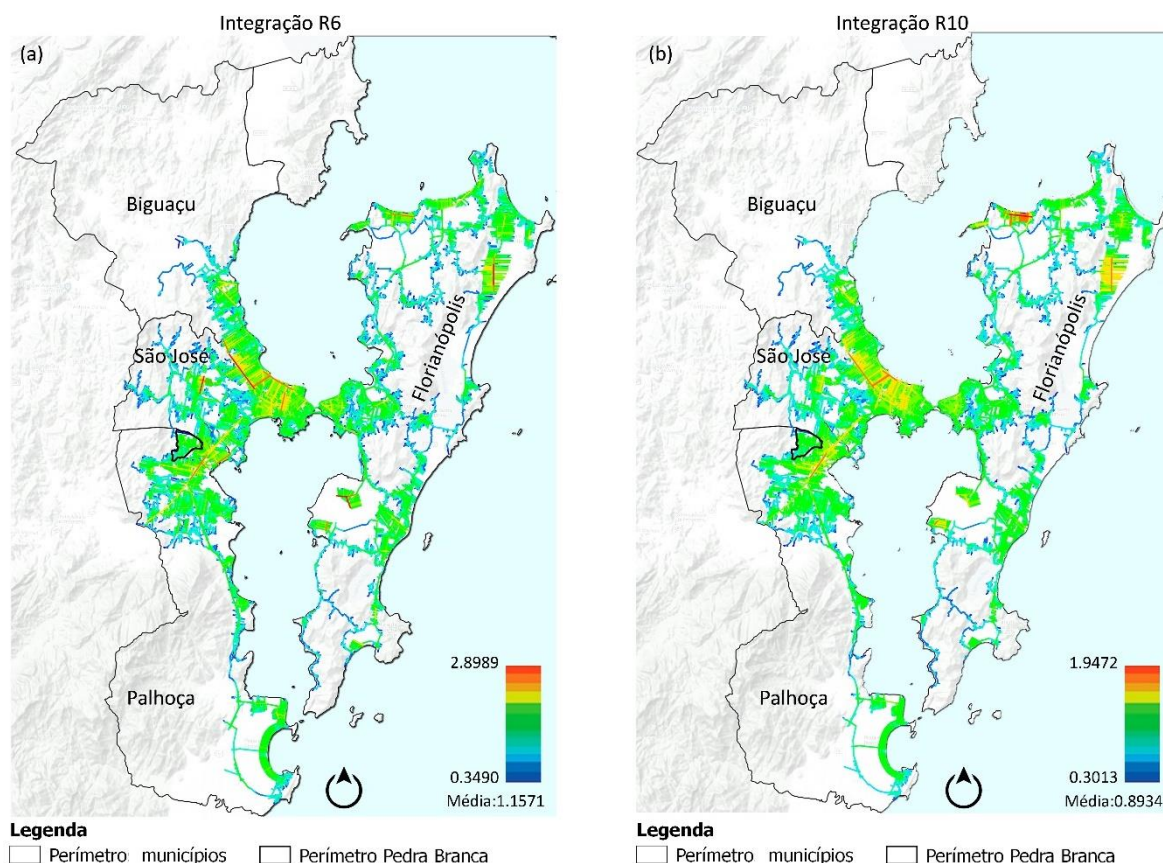 Integração R6
(a)
Biguaçu
São José
Florianópolis
Palhoça
2.8989
0.3490
Média:1.1571
Legenda
Perímetros municípios
Perímetro Pedra Branca
Integração R10
(b)
Biguaçu
São José
Florianópolis
Palhoça
1.9472
0.3013
Média:0.8934
Legenda
Perímetros municípios
Perímetro Pedra Branca